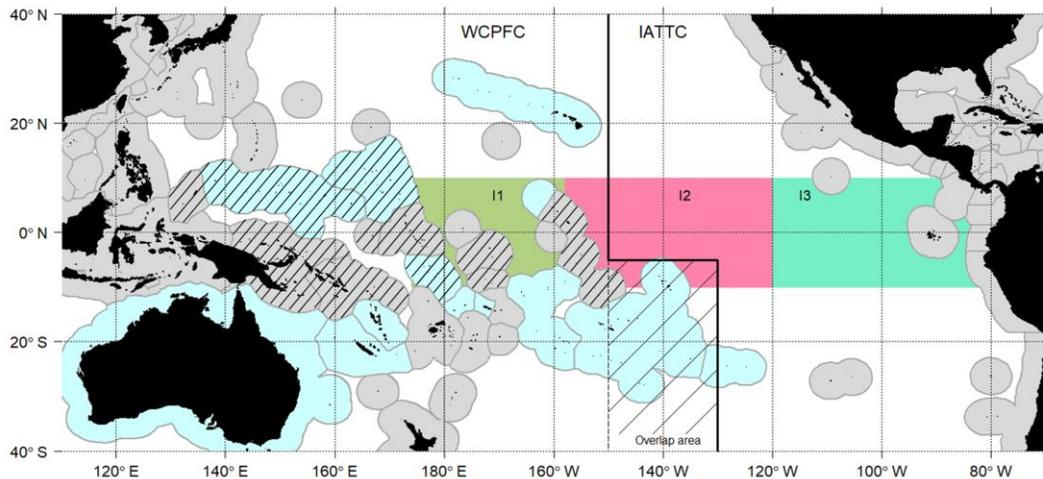 40° N
WCPFC
IATTC
20° N
I1
I2
I3
0° N
20° S
Overlap area
40° S
120° E
140° E
160° E
180° W
160° W
140° W
120° W
100° W
80° W